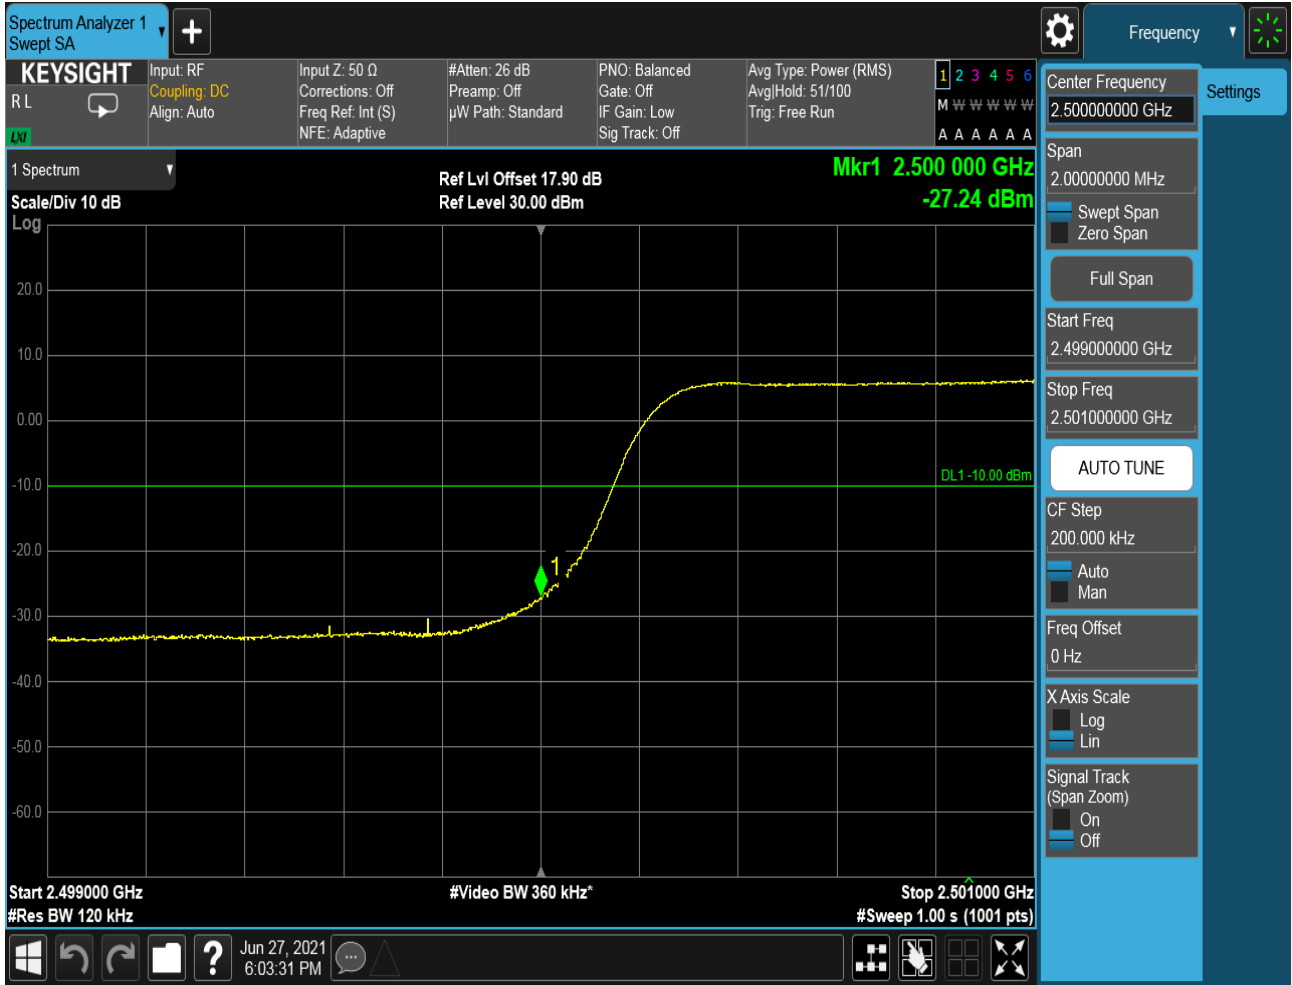 Spectrum Analyzer 1
Swept SA
Frequency
KEYSIGHT
R L
LXI
Input: RF
Coupling: DC
Align: Auto
Input Z: 50 Ω
Corrections: Off
Freq Ref: Int (S)
NFE: Adaptive
#Atten: 26 dB
Preamp: Off
µW Path: Standard
PNO: Balanced
Gate: Off
IF Gain: Low
Sig Track: Off
Avg Type: Power (RMS)
Avg|Hold: 51/100
Trig: Free Run
1 2 3 4 5 6
M W W W W W
A A A A A A
1 Spectrum
Scale/Div 10 dB
Log
Ref Lvl Offset 17.90 dB
Ref Level 30.00 dBm
Mkr1 2.500 000 GHz
-27.24 dBm
20.0
10.0
0.00
-10.0
-20.0
-30.0
-40.0
-50.0
-60.0
DL1 -10.00 dBm
1
Start 2.499000 GHz
#Res BW 120 kHz
#Video BW 360 kHz*
Stop 2.501000 GHz
#Sweep 1.00 s (1001 pts)
Jun 27, 2021
6:03:31 PM
Center Frequency
2.500000000 GHz
Settings
Span
2.00000000 MHz
Swept Span
Zero Span
Full Span
Start Freq
2.499000000 GHz
Stop Freq
2.501000000 GHz
AUTO TUNE
CF Step
200.000 kHz
Auto
Man
Freq Offset
0 Hz
X Axis Scale
Log
Lin
Signal Track
(Span Zoom)
On
Off